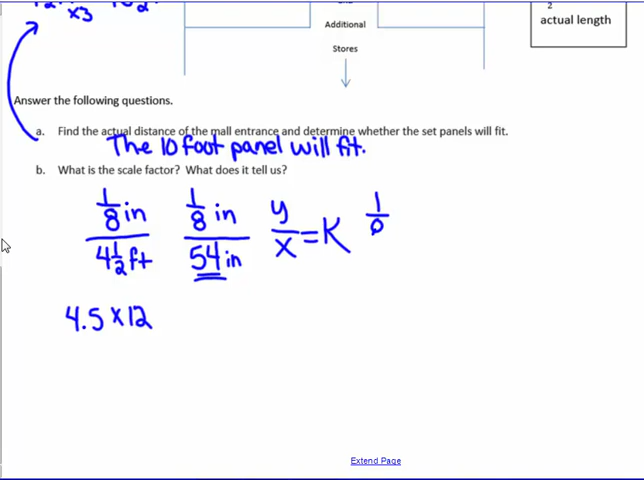 x3
2
actual length
Additional
Stores
Answer the following questions.
a. Find the actual distance of the mall entrance and determine whether the set panels will fit.
The 10 foot panel will fit.
b. What is the scale factor? What does it tell us?
1/8 in / 4 1/2 ft 1/8 in / 54 in y/x = K
4.5 x 12
Extend Page